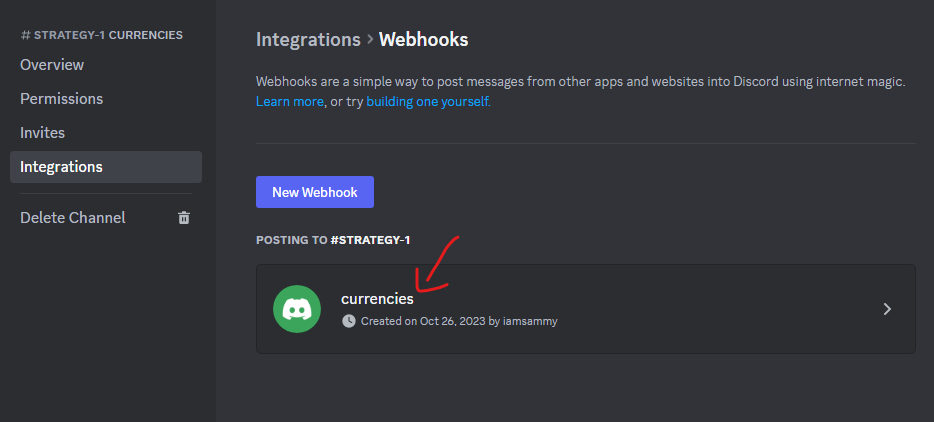 # STRATEGY-1 CURRENCIES
Overview
Permissions
Invites
Integrations
Delete Channel
Integrations > Webhooks
Webhooks are a simple way to post messages from other apps and websites into Discord using internet magic.
Learn more, or try building one yourself.
New Webhook
POSTING TO #STRATEGY-1
currencies
Created on Oct 26, 2023 by iamsammy